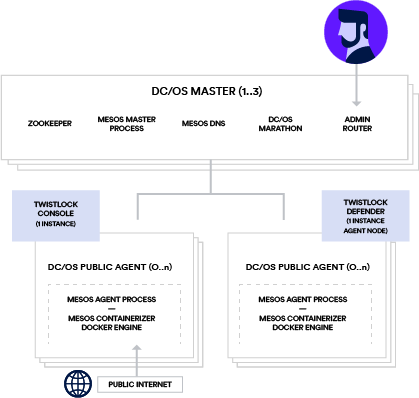 DC/OS MASTER (1..3)
ZOOKEEPER
MESOS MASTER
PROCESS
MESOS DNS
DC/OS
MARATHON
ADMIN
ROUTER
TWISTLOCK
CONSOLE
(1 INSTANCE)
TWISTLOCK
DEFENDER
(1 INSTANCE
AGENT NODE)
DC/OS PUBLIC AGENT (O..n)
MESOS AGENT PROCESS
—
MESOS CONTAINERIZER
DOCKER ENGINE
DC/OS PUBLIC AGENT (O..n)
MESOS AGENT PROCESS
—
MESOS CONTAINERIZER
DOCKER ENGINE
PUBLIC INTERNET